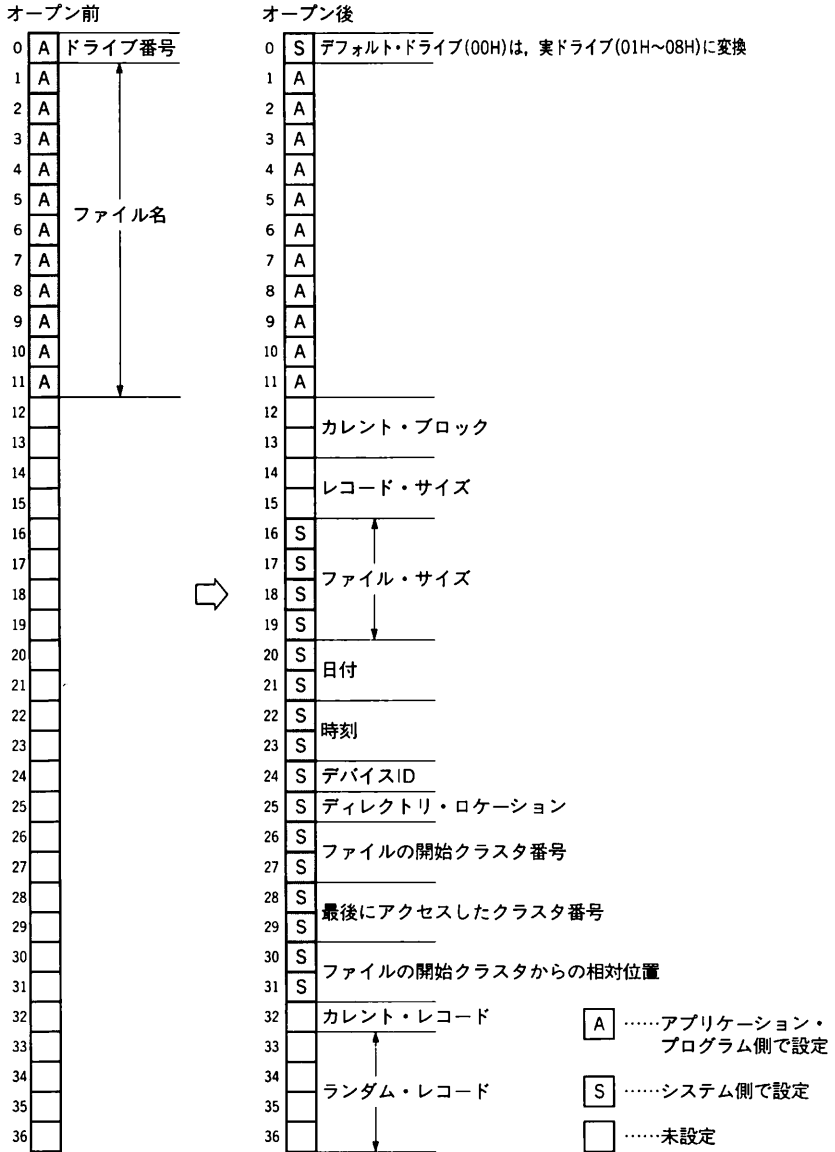 オープン前 オープン後
0 A ドライブ番号 0 S デフォルト・ドライブ(00H)は，実ドライブ(01H〜08H)に変換
1 A 1 A
2 A 2 A
3 A 3 A
4 A 4 A
5 A 5 A
ファイル名
6 A 6 A
7 A 7 A
8 A 8 A
9 A 9 A
10 A 10 A
11 A 11 A
12 12
カレント・ブロック
13 13
14 14
レコード・サイズ
15 15
16 16 S
17 17 S
ファイル・サイズ
18 18 S
19 19 S
20 20 S
日付
21 21 S
22 22 S
時刻
23 23 S
24 24 S デバイスID
25 25 S ディレクトリ・ロケーション
26 26 S
ファイルの開始クラスタ番号
27 27 S
28 28 S
最後にアクセスしたクラスタ番号
29 29 S
30 30 S
ファイルの開始クラスタからの相対位置
31 31 S
32 32 カレント・レコード
33 33
34 34
ランダム・レコード
35 35
36 36
A ……アプリケーション・
プログラム側で設定
S ……システム側で設定
……未設定